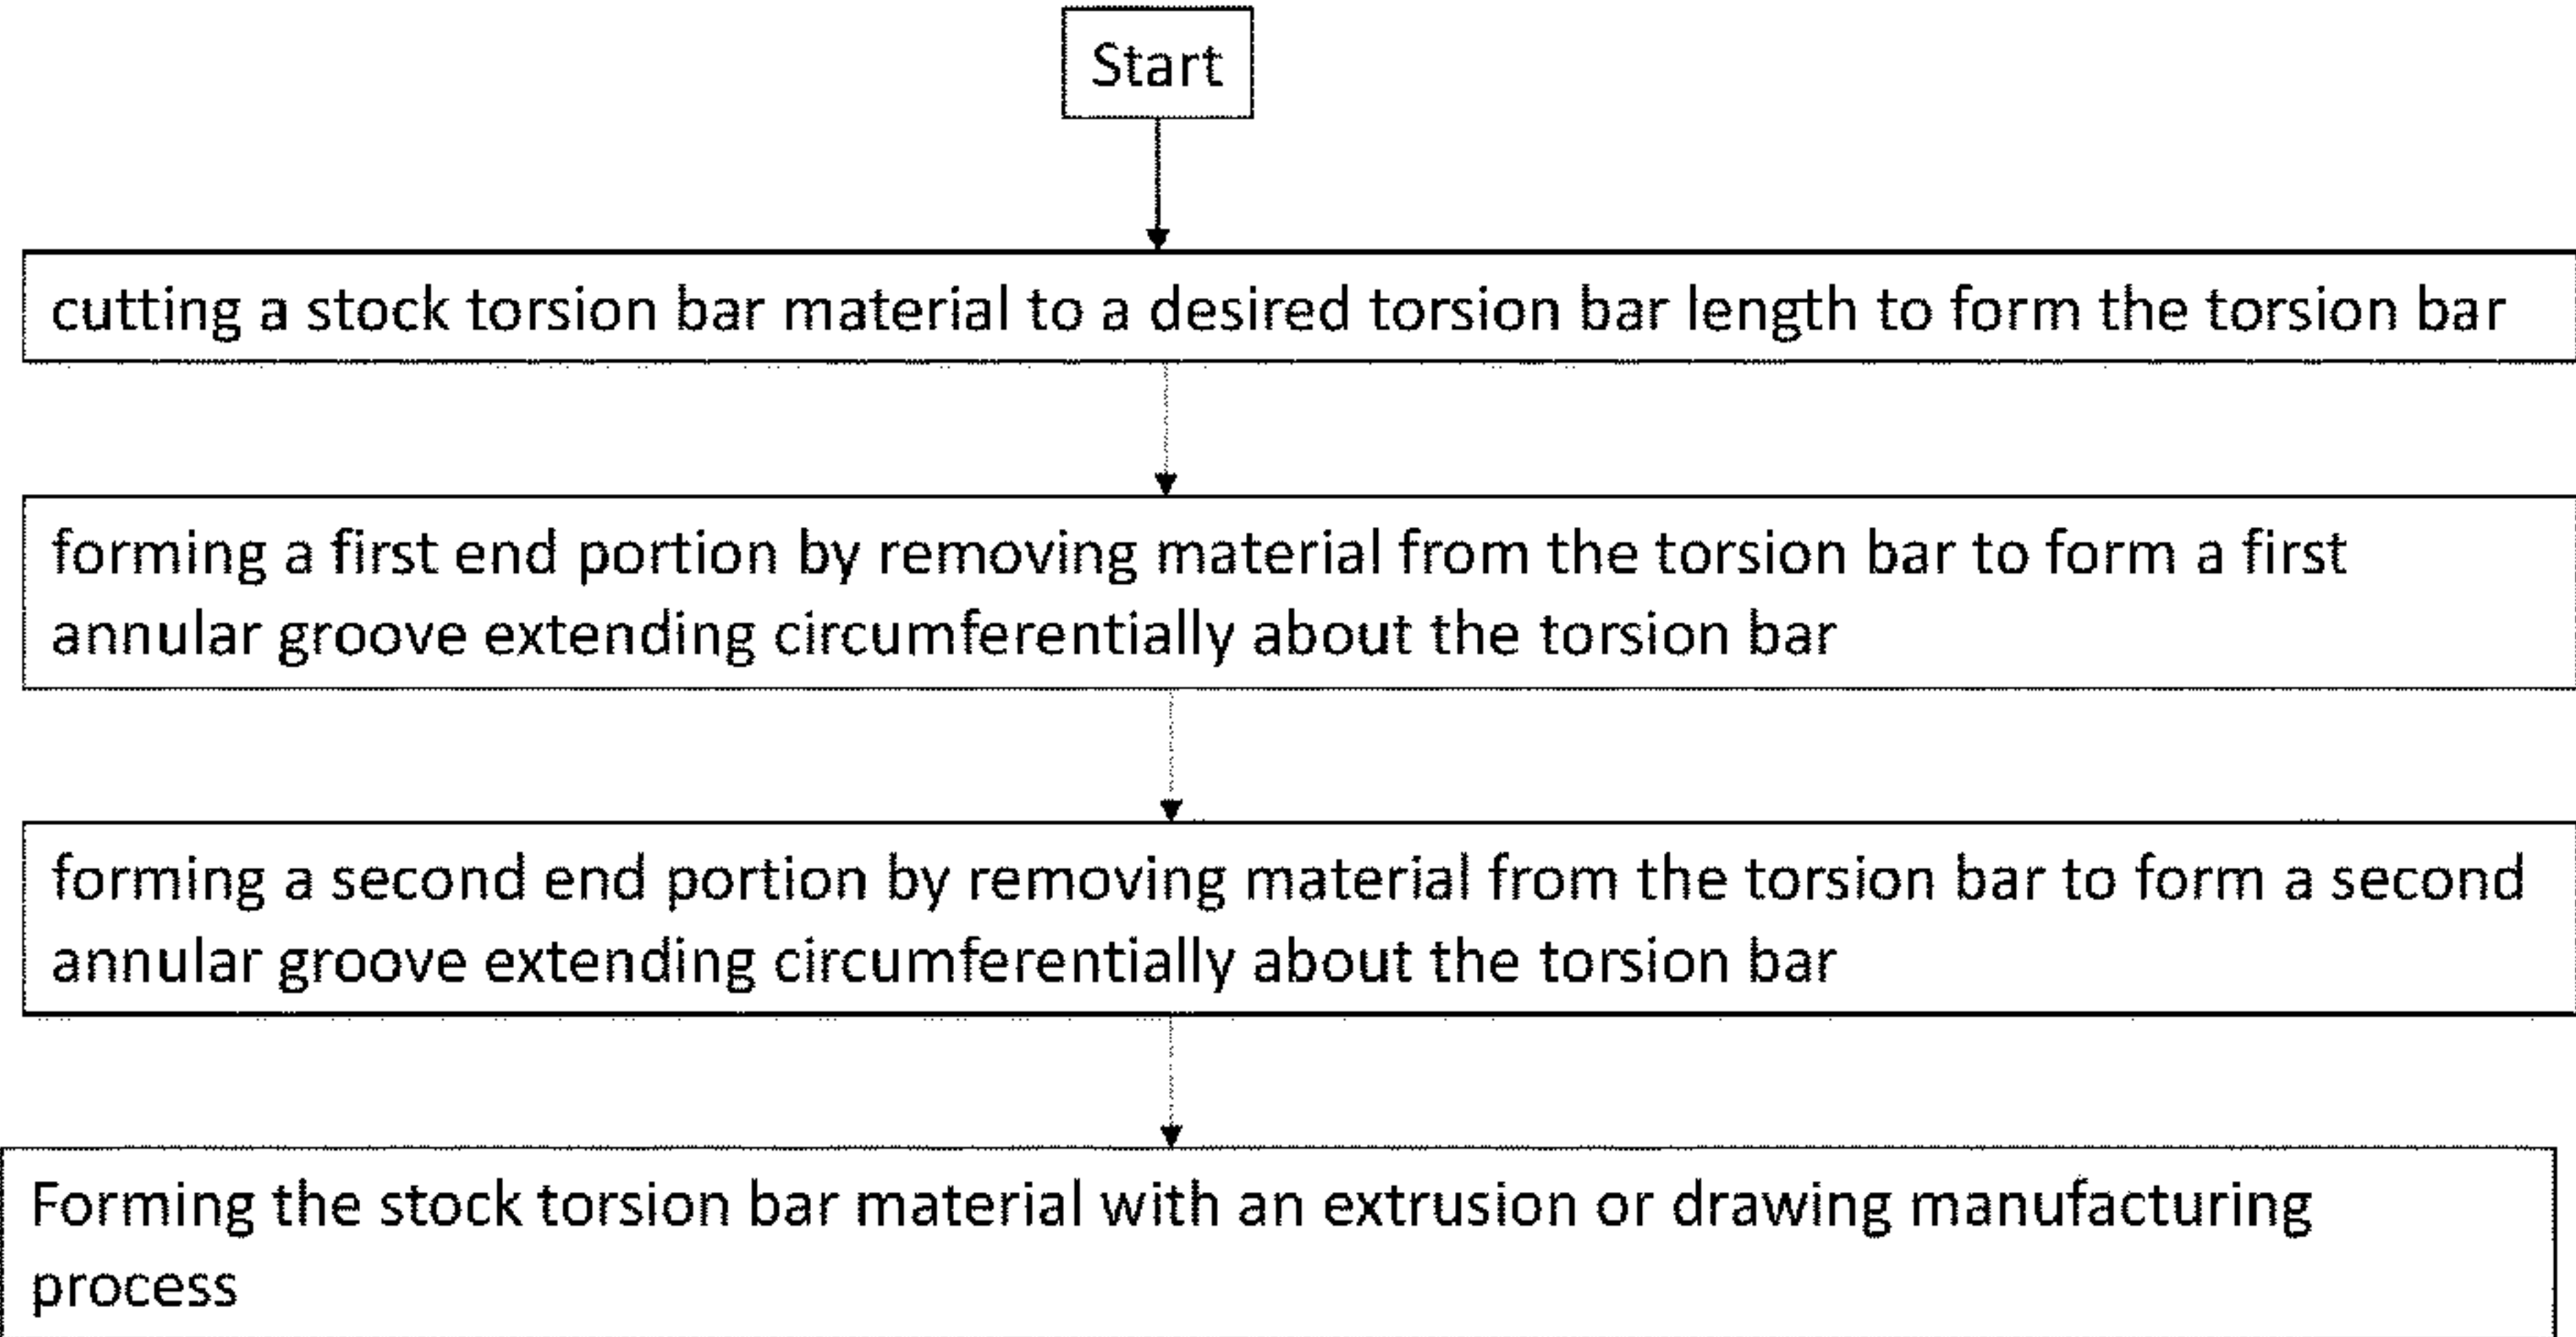 Start
cutting a stock torsion bar material to a desired torsion bar length to form the torsion bar
forming a first end portion by removing material from the torsion bar to form a first
annular groove extending circumferentially about the torsion bar
forming a second end portion by removing material from the torsion bar to form a second
annular groove extending circumferentially about the torsion bar
Forming the stock torsion bar material with an extrusion or drawing manufacturing
process